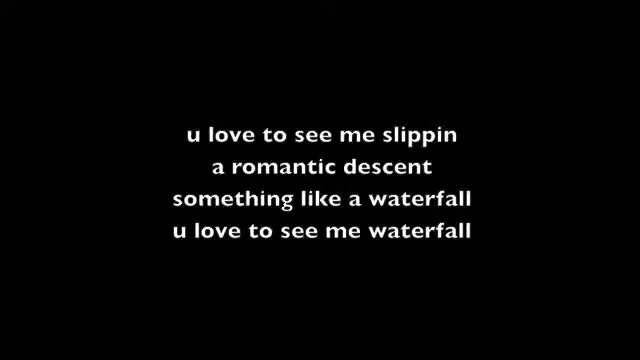 u love to see me slippin
a romantic descent
something like a waterfall
u love to see me waterfall